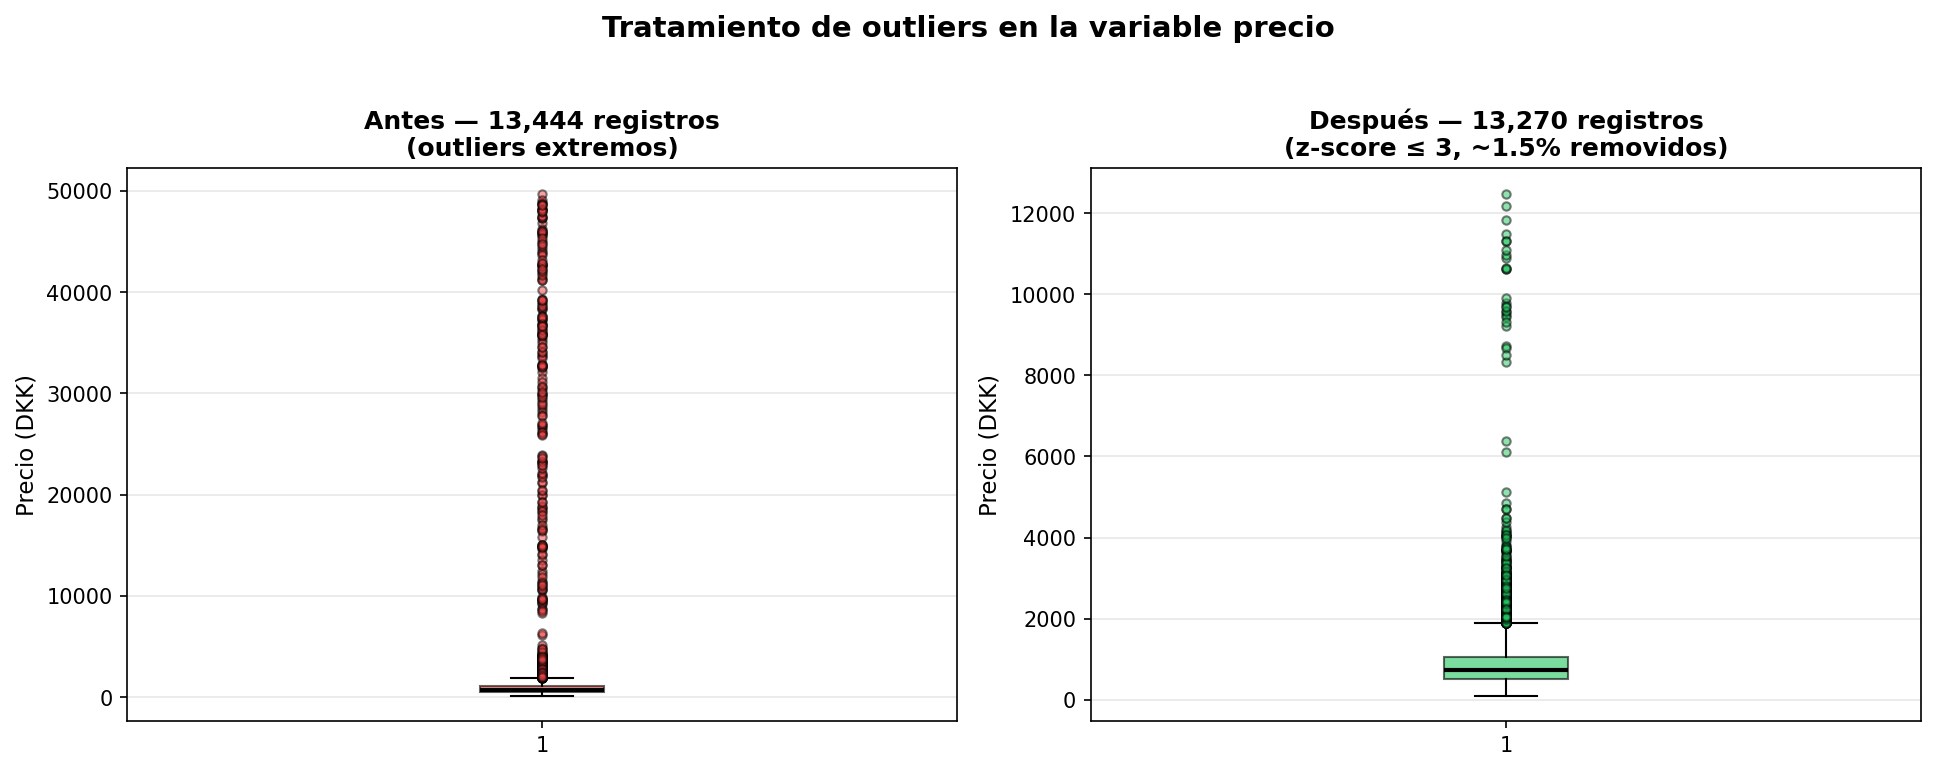 Tratamiento de outliers en la variable precio
Antes — 13,444 registros
(outliers extremos)
50000
40000
30000
20000
10000
0
Precio (DKK)
1
Después — 13,270 registros
(z-score ≤ 3, ~1.5% removidos)
12000
10000
8000
6000
4000
2000
0
Precio (DKK)
1